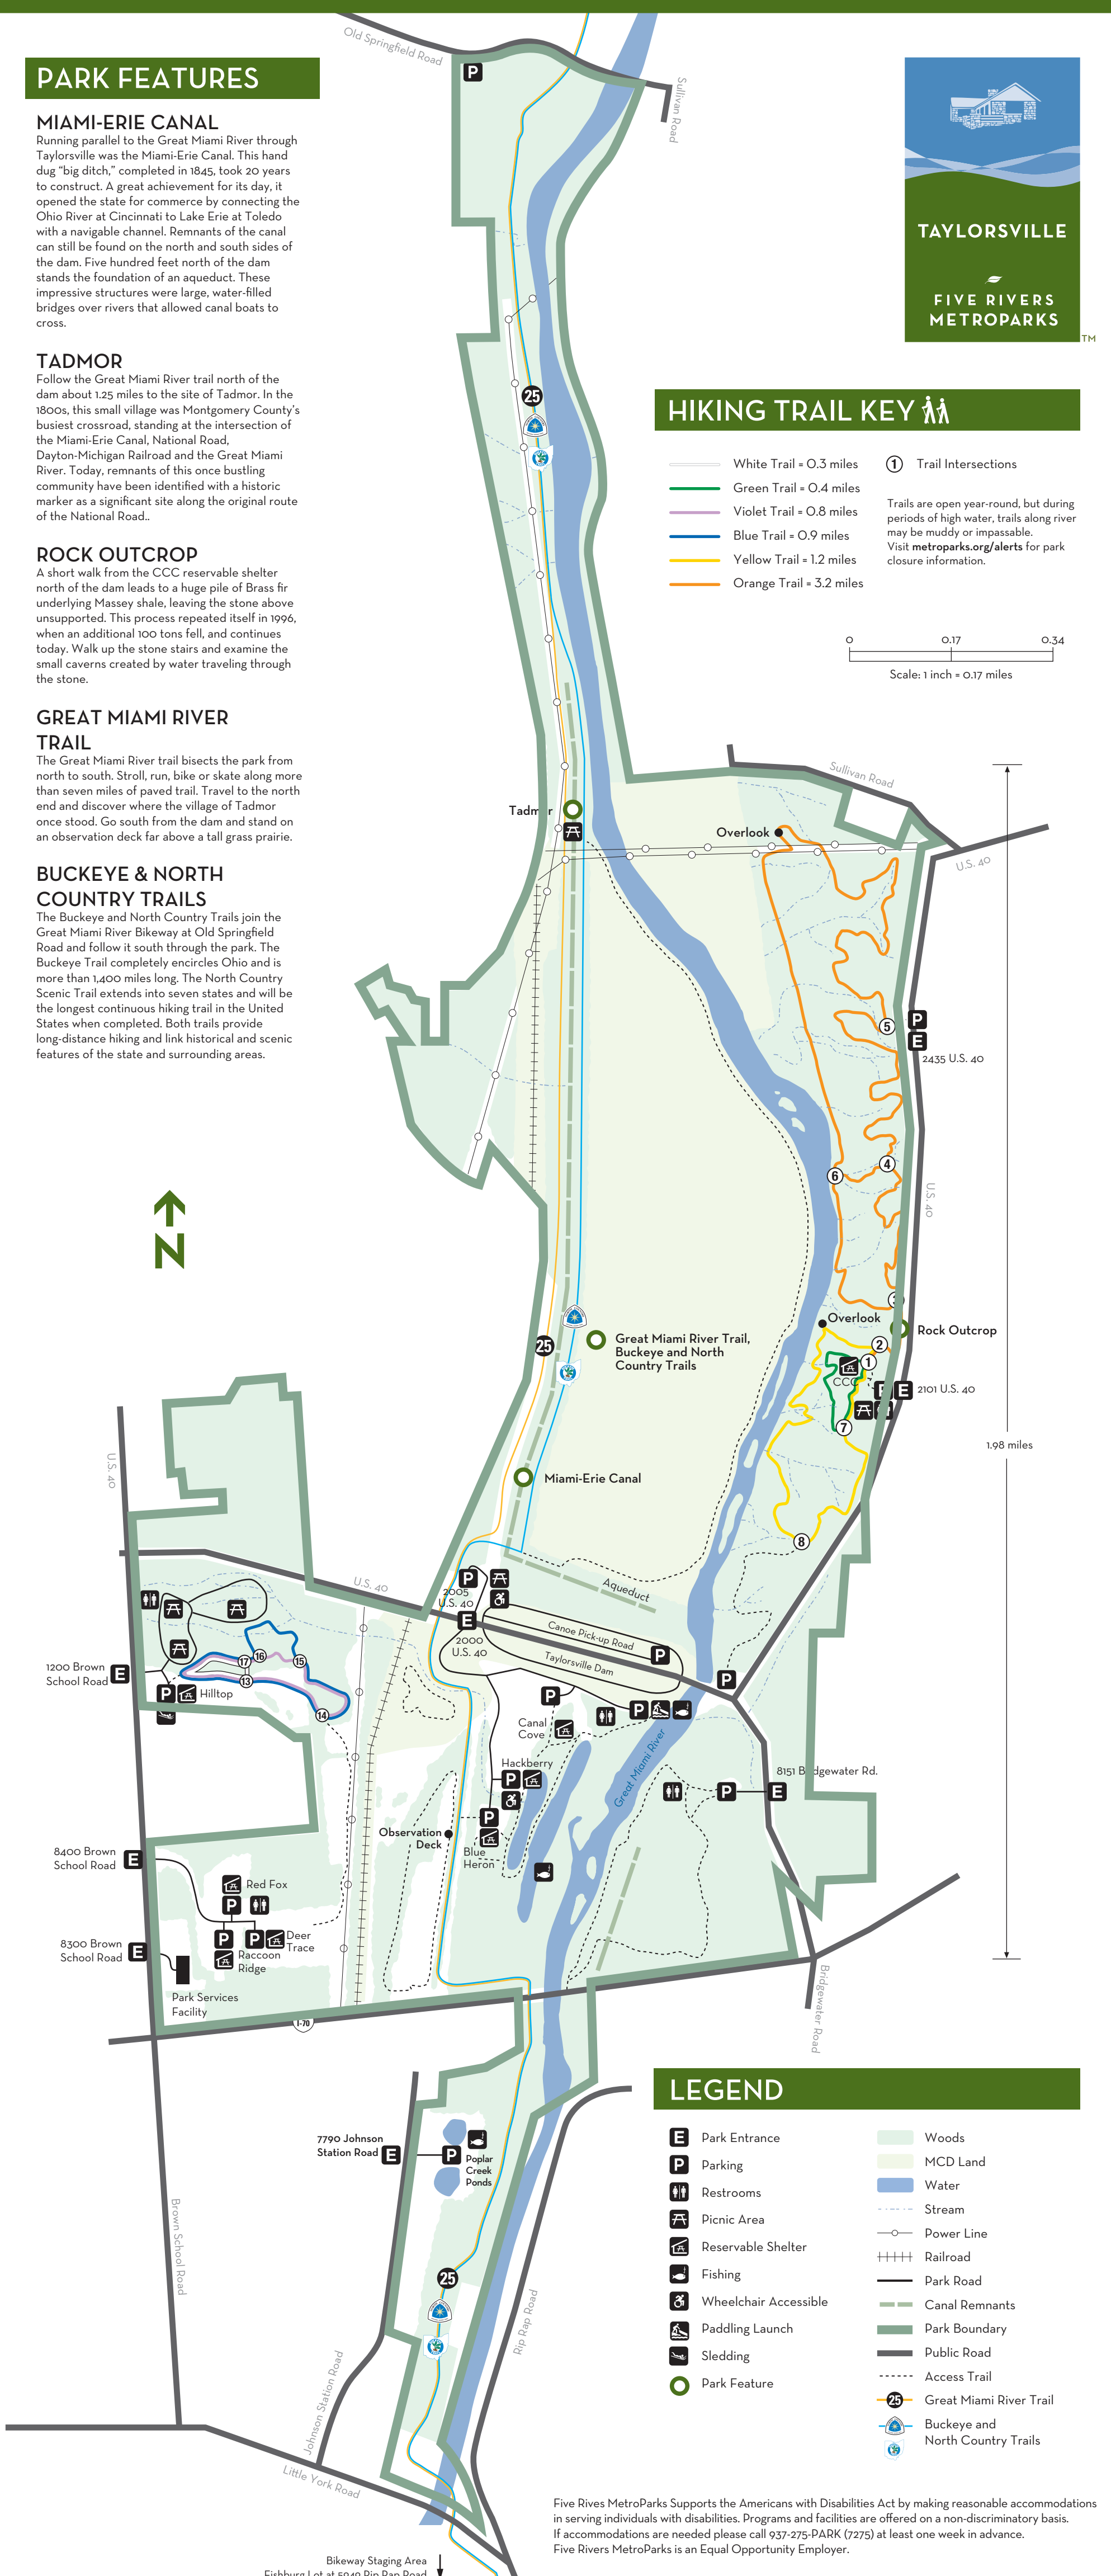 Old Springfield Road
Sullivan Road
PARK FEATURES
MIAMI-ERIE CANAL
Running parallel to the Great Miami River through
Taylorsville was the Miami-Erie Canal. This hand
dug “big ditch,” completed in 1845, took 20 years
to construct. A great achievement for its day, it
opened the state for commerce by connecting the
Ohio River at Cincinnati to Lake Erie at Toledo
with a navigable channel. Remnants of the canal
can still be found on the north and south sides of
the dam. Five hundred feet north of the dam
stands the foundation of an aqueduct. These
impressive structures were large, water-filled
bridges over rivers that allowed canal boats to
cross.
TADMOR
Follow the Great Miami River trail north of the
dam about 1.25 miles to the site of Tadmor. In the
1800s, this small village was Montgomery County’s
busiest crossroad, standing at the intersection of
the Miami-Erie Canal, National Road,
Dayton-Michigan Railroad and the Great Miami
River. Today, remnants of this once bustling
community have been identified with a historic
marker as a significant site along the original route
of the National Road..
ROCK OUTCROP
A short walk from the CCC reservable shelter
north of the dam leads to a huge pile of Brass fir
underlying Massey shale, leaving the stone above
unsupported. This process repeated itself in 1996,
when an additional 100 tons fell, and continues
today. Walk up the stone stairs and examine the
small caverns created by water traveling through
the stone.
GREAT MIAMI RIVER
TRAIL
The Great Miami River trail bisects the park from
north to south. Stroll, run, bike or skate along more
than seven miles of paved trail. Travel to the north
end and discover where the village of Tadmor
once stood. Go south from the dam and stand on
an observation deck far above a tall grass prairie.
BUCKEYE & NORTH
COUNTRY TRAILS
The Buckeye and North Country Trails join the
Great Miami River Bikeway at Old Springfield
Road and follow it south through the park. The
Buckeye Trail completely encircles Ohio and is
more than 1,400 miles long. The North Country
Scenic Trail extends into seven states and will be
the longest continuous hiking trail in the United
States when completed. Both trails provide
long-distance hiking and link historical and scenic
features of the state and surrounding areas.
TAYLORSVILLE
FIVE RIVERS
METROPARKS
TM
HIKING TRAIL KEY
White Trail = 0.3 miles
Green Trail = 0.4 miles
Violet Trail = 0.8 miles
Blue Trail = 0.9 miles
Yellow Trail = 1.2 miles
Orange Trail = 3.2 miles
1 Trail Intersections
Trails are open year-round, but during
periods of high water, trails along river
may be muddy or impassable.
Visit metroparks.org/alerts for park
closure information.
0 0.17 0.34
Scale: 1 inch = 0.17 miles
P
25
Sullivan Road
Tadmor
Overlook
U.S. 40
5
P
E
2435 U.S. 40
4
6
U.S. 40
3
Overlook
Rock Outcrop
2
1
CCC
P E
2101 U.S. 40
7
8
1.98 miles
N
25
Great Miami River Trail,
Buckeye and North
Country Trails
Miami-Erie Canal
U.S. 40
U.S. 40
P
2005
U.S. 40
E
2000
U.S. 40
Aqueduct
Canoe Pick-up Road
Taylorsville Dam
P
P
1200 Brown
School Road
E
P
Hilltop
17 16 15
13
14
P
P
Canal
Cove
Great Miami River
Hackberry
P
P
Blue
Heron
Observation
Deck
8151 Bridgewater Rd.
P E
8400 Brown
School Road
E
Red Fox
P
P
P
Deer
Trace
Raccoon
Ridge
8300 Brown
School Road
E
Park Services
Facility
I-70
Bridgewater Road
7790 Johnson
Station Road
E
P
Poplar
Creek
Ponds
25
Brown School Road
Johnson Station Road
Rip Rap Road
Little York Road
Bikeway Staging Area
Fishburg Lot at 5949 Rip Rap Road
LEGEND
E Park Entrance
P Parking
Restrooms
Picnic Area
Reservable Shelter
Fishing
Wheelchair Accessible
Paddling Launch
Sledding
Park Feature
Woods
MCD Land
Water
Stream
Power Line
Railroad
Park Road
Canal Remnants
Park Boundary
Public Road
Access Trail
25 Great Miami River Trail
Buckeye and
North Country Trails
Five Rives MetroParks Supports the Americans with Disabilities Act by making reasonable accommodations
in serving individuals with disabilities. Programs and facilities are offered on a non-discriminatory basis.
If accommodations are needed please call 937-275-PARK (7275) at least one week in advance.
Five Rivers MetroParks is an Equal Opportunity Employer.